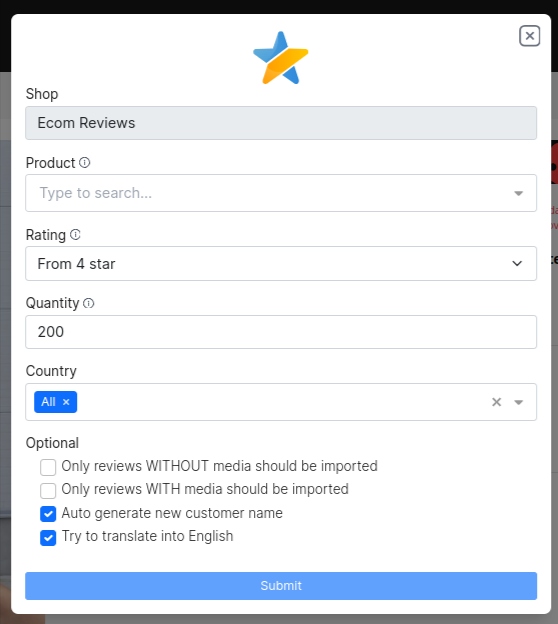 Shop
Ecom Reviews
Product
Type to search...
Rating
From 4 star
Quantity
200
Country
All ×
Optional
Only reviews WITHOUT media should be imported
Only reviews WITH media should be imported
Auto generate new customer name
Try to translate into English
Submit